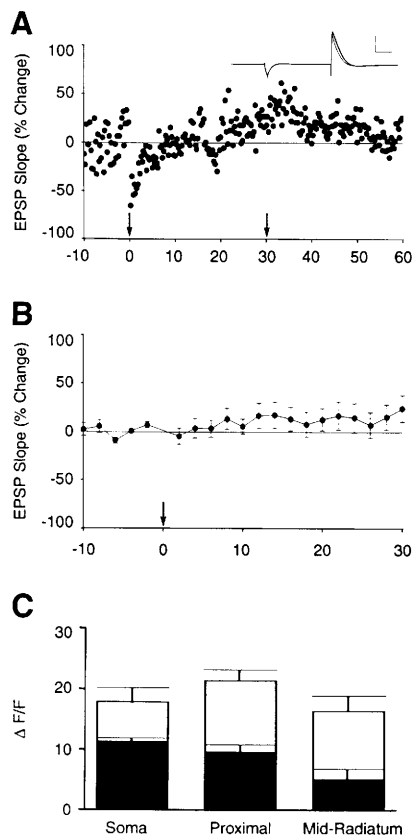 A
EPSP Slope (% Change)
100
50
0
-50
-100
-10 0 10 20 30 40 50 60
B
EPSP Slope (% Change)
100
50
0
-50
-100
-10 0 10 20 30
C
Δ F/F
30
20
10
0
Soma Proximal Mid-Radiatum